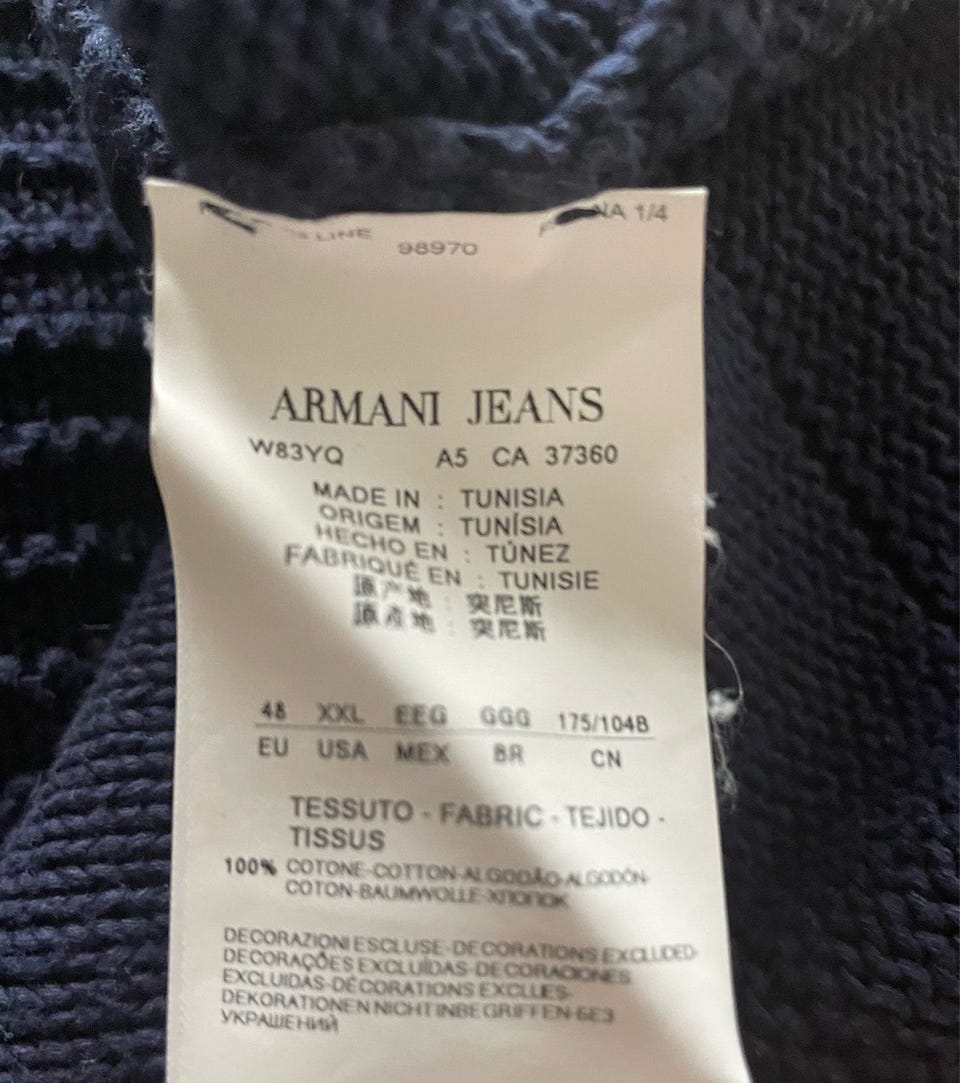 LINE
98970
NA 1/4
ARMANI JEANS
W83YQ A5 CA 37360
MADE IN : TUNISIA
ORIGEM : TUNÍSIA
HECHO EN : TÚNEZ
FABRIQUÉ EN : TUNISIE
原产地 : 突尼斯
原產地 : 突尼斯
48 XXL EEG GGG 175/104B
EU USA MEX BR CN
TESSUTO - FABRIC - TEJIDO -
TISSUS
100% COTONE-COTTON-ALGODÃO-ALGODÓN-
COTON-BAUMWOLLE-ХЛОПОК
DECORAZIONI ESCLUSE-DECORATIONS EXCLUDED-
DECORAÇÕES EXCLUÍDAS-DECORACIONES
EXCLUIDAS-DÉCORATIONS EXCLUES-
DEKORATIONEN NICHT INBEGRIFFEN-БЕЗ
УКРАШЕНИЙ